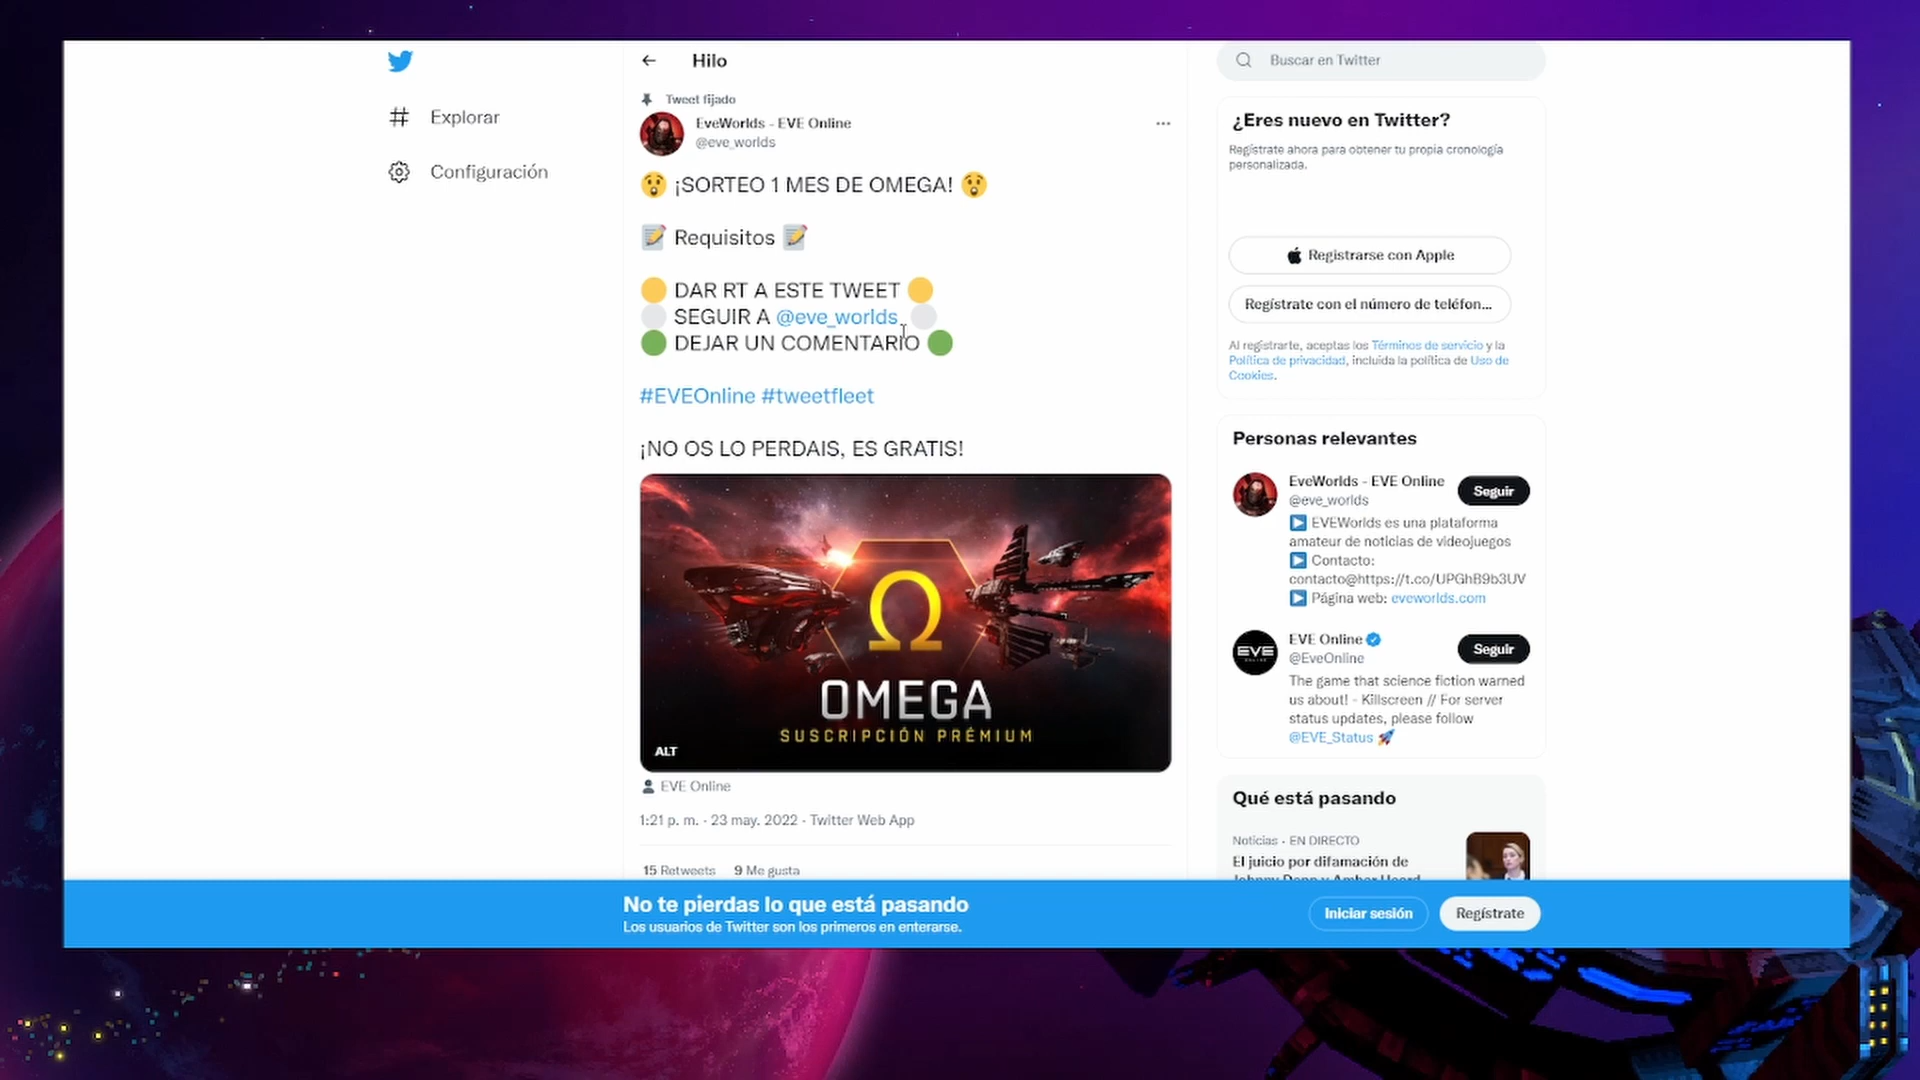 Explorar
Configuración
Hilo
Tweet fijado
EveWorlds - EVE Online
@eve_worlds
😲 ¡SORTEO 1 MES DE OMEGA! 😲
📝 Requisitos 📝
🟡 DAR RT A ESTE TWEET 🟡
⚪ SEGUIR A @eve_worlds ⚪
🟢 DEJAR UN COMENTARIO 🟢
#EVEOnline #tweetfleet
¡NO OS LO PERDAIS, ES GRATIS!
Ω
OMEGA
SUSCRIPCIÓN PRÉMIUM
ALT
EVE Online
1:21 p. m. · 23 may. 2022 · Twitter Web App
15 Retweets 9 Me gusta
Buscar en Twitter
¿Eres nuevo en Twitter?
Regístrate ahora para obtener tu propia cronología
personalizada.
Registrarse con Apple
Regístrate con el número de teléfon...
Al registrarte, aceptas los Términos de servicio y la
Política de privacidad, incluida la política de Uso de
Cookies.
Personas relevantes
EveWorlds - EVE Online
@eve_worlds
Seguir
▶ EVEWorlds es una plataforma
amateur de noticias de videojuegos
▶ Contacto:
contacto@https://t.co/UPGhB9b3UV
▶ Página web: eveworlds.com
EVE
ONLINE
EVE Online
@EveOnline
Seguir
The game that science fiction warned
us about! - Killscreen // For server
status updates, please follow
@EVE_Status 🚀
Qué está pasando
Noticias · EN DIRECTO
El juicio por difamación de
Johnny Depp y Amber Heard
No te pierdas lo que está pasando
Los usuarios de Twitter son los primeros en enterarse.
Iniciar sesión
Regístrate